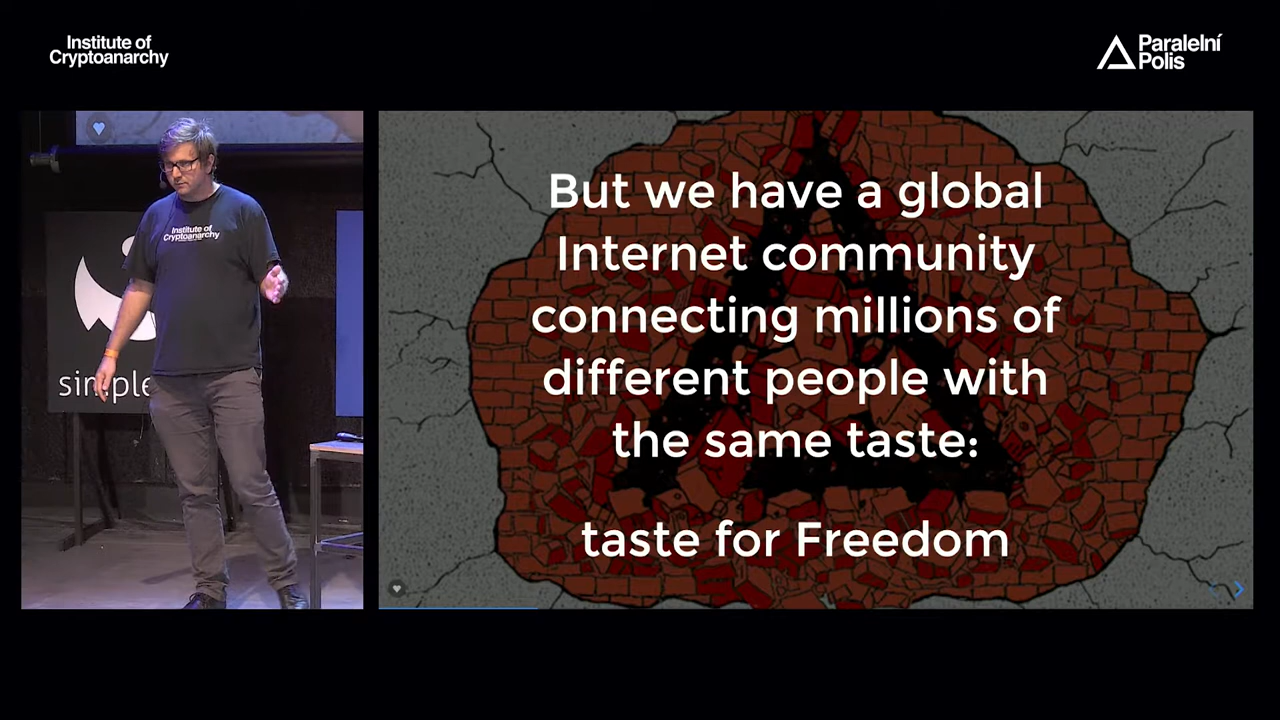 Institute of
Cryptoanarchy
Paralelní
Polis
Institute of
Cryptoanarchy
But we have a global
Internet community
connecting millions of
different people with
the same taste:
taste for Freedom